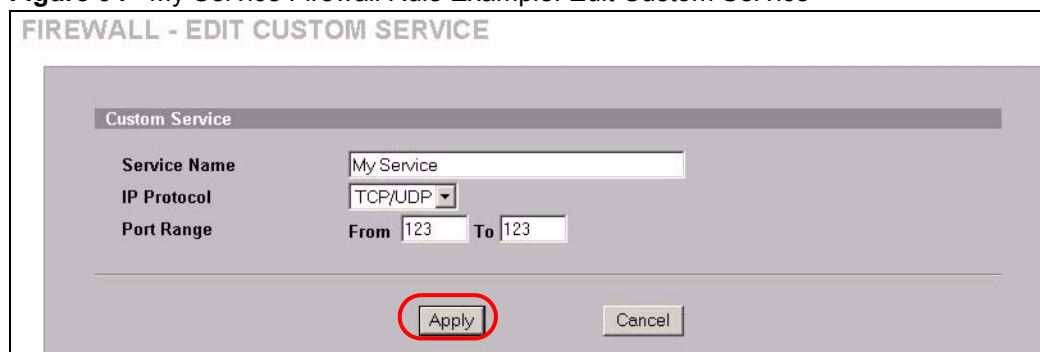 My Service Firewall Rule Example: Edit Custom Service
FIREWALL - EDIT CUSTOM SERVICE
Custom Service
Service Name My Service
IP Protocol TCP/UDP
Port Range From 123 To 123
Apply Cancel